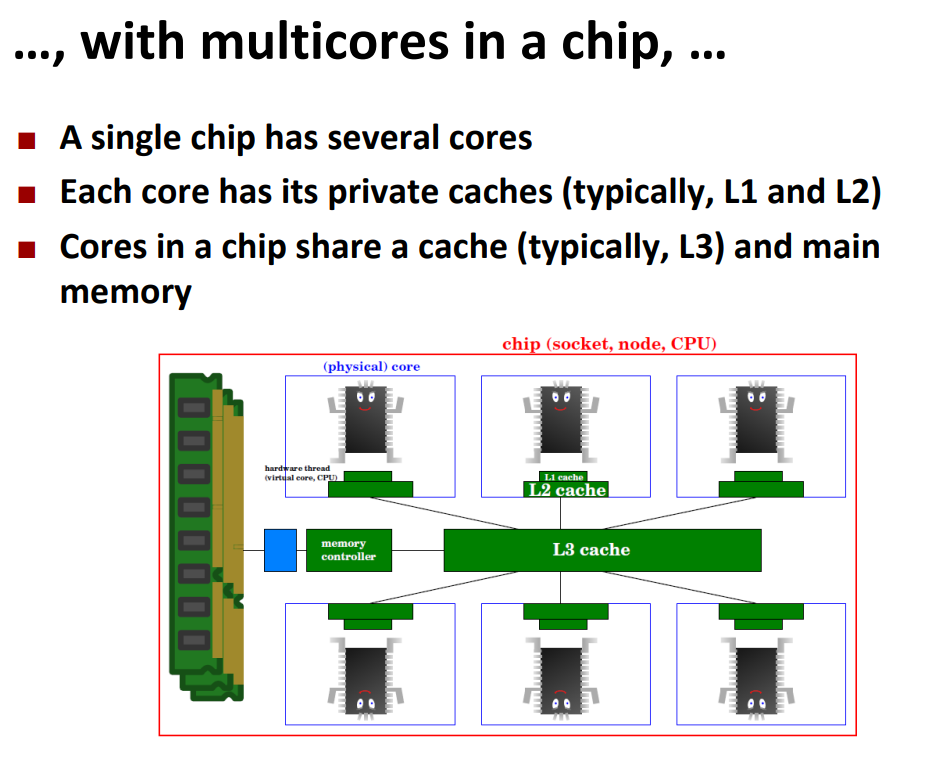 ..., with multicores in a chip, ...
A single chip has several cores
Each core has its private caches (typically, L1 and L2)
Cores in a chip share a cache (typically, L3) and main
memory
chip (socket, node, CPU)
(physical) core
hardware thread
(virtual core, CPU)
L1 cache
L2 cache
memory
controller
L3 cache